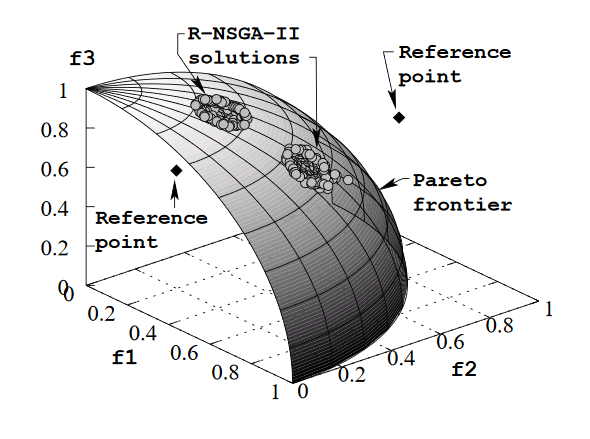 f3
R-NSGA-II
solutions
Reference
point
1
0.8
0.6
0.4
0.2
0
Reference
point
Pareto
frontier
0
0.2
0.4
0.6
0.8
1
f1
0
0.2
0.4
0.6
0.8
1
f2